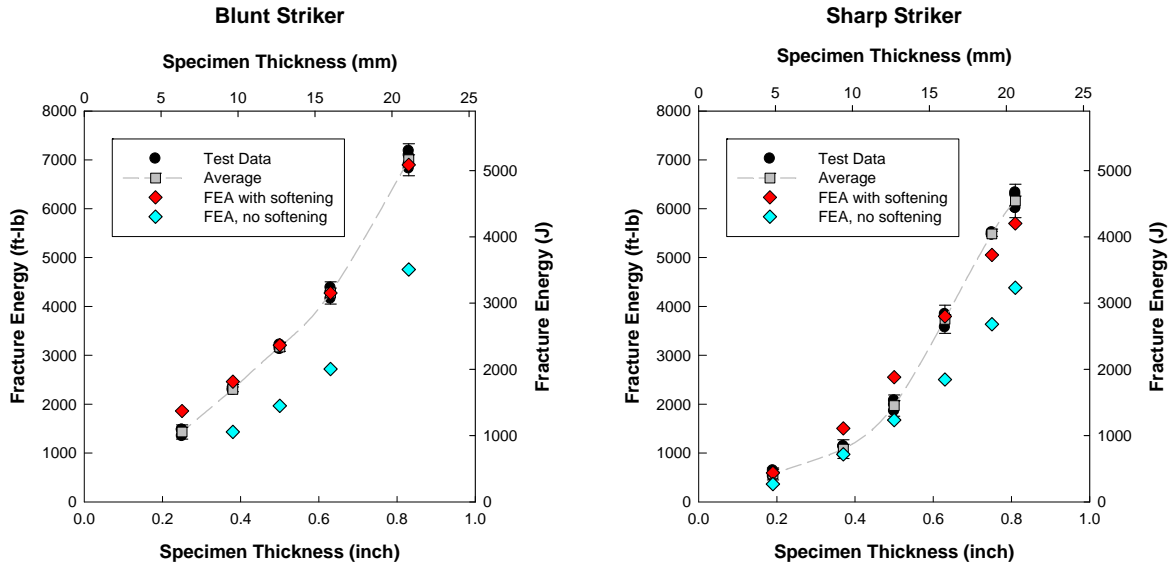 Blunt Striker
Specimen Thickness (mm)
0 5 10 15 20 25
8000
7000
6000
5000
4000
3000
2000
1000
0
Fracture Energy (ft-lb)
Test Data
Average
FEA with softening
FEA, no softening
5000
4000
3000
2000
1000
0
Fracture Energy (J)
0.0 0.2 0.4 0.6 0.8 1.0
Specimen Thickness (inch)
Sharp Striker
Specimen Thickness (mm)
0 5 10 15 20 25
8000
7000
6000
5000
4000
3000
2000
1000
0
Fracture Energy (ft-lb)
Test Data
Average
FEA with softening
FEA, no softening
5000
4000
3000
2000
1000
0
Fracture Energy (J)
0.0 0.2 0.4 0.6 0.8 1.0
Specimen Thickness (inch)